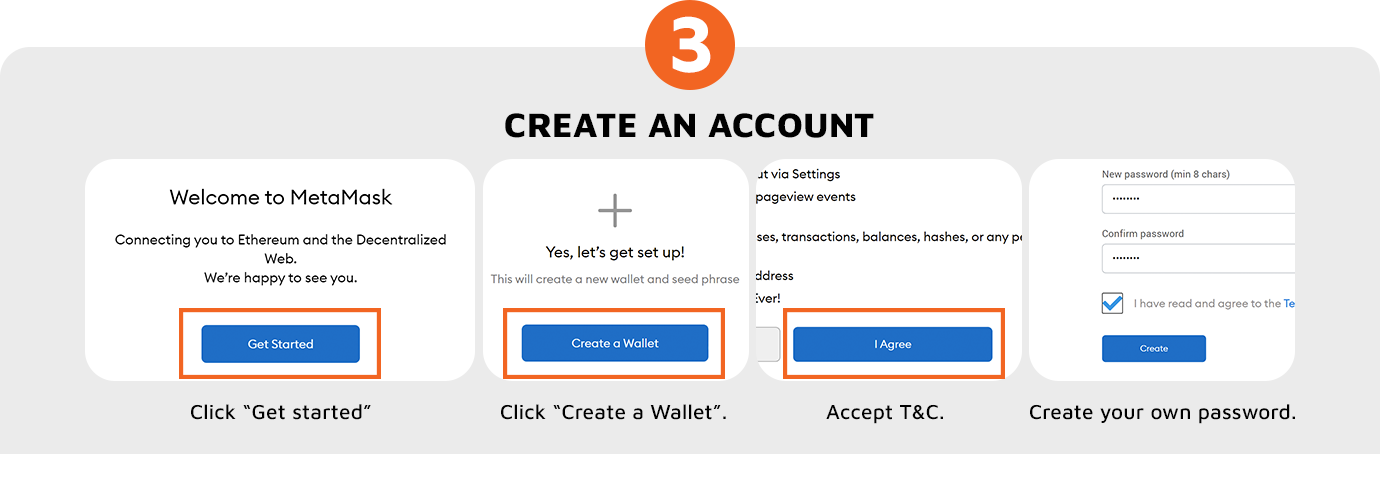 3
CREATE AN ACCOUNT
Welcome to MetaMask
Connecting you to Ethereum and the Decentralized
Web.
We're happy to see you.
Get Started
Click “Get started”
Yes, let's get set up!
This will create a new wallet and seed phrase
Create a Wallet
Click “Create a Wallet”.
ut via Settings
pageview events
ses, transactions, balances, hashes, or any pe
ddress
Ever!
I Agree
Accept T&C.
New password (min 8 chars)
••••••••
Confirm password
••••••••
I have read and agree to the Te
Create
Create your own password.